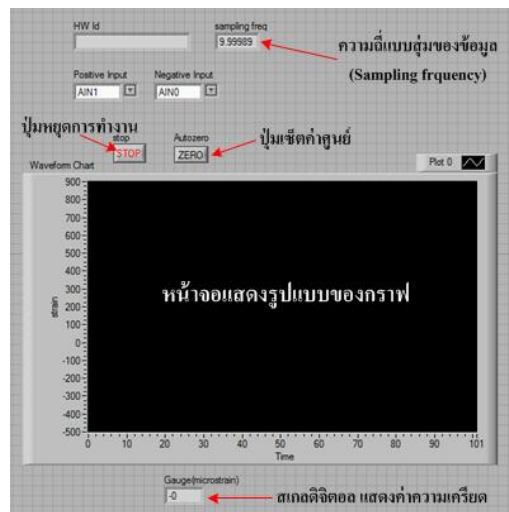 HW Id
sampling freq
9.99989
ความถี่แบบสุ่มของข้อมูล
(Sampling frquency)
Positive Input
Negative Input
AIN1
AIN0
ปุ่มหยุดการทำงาน
stop
STOP
Autozero
ZERO
ปุ่มเซ็ตค่าศูนย์
Waveform Chart
Plot 0
หน้าจอแสดงรูปแบบของกราฟ
strain
900
800
700
600
500
400
300
200
100
0
-100
-200
-300
-400
-500
0 10 20 30 40 50 60 70 80 90 101
Time
Gauge(microstrain)
-0
สเกลดิจิตอล แสดงค่าความเครียด